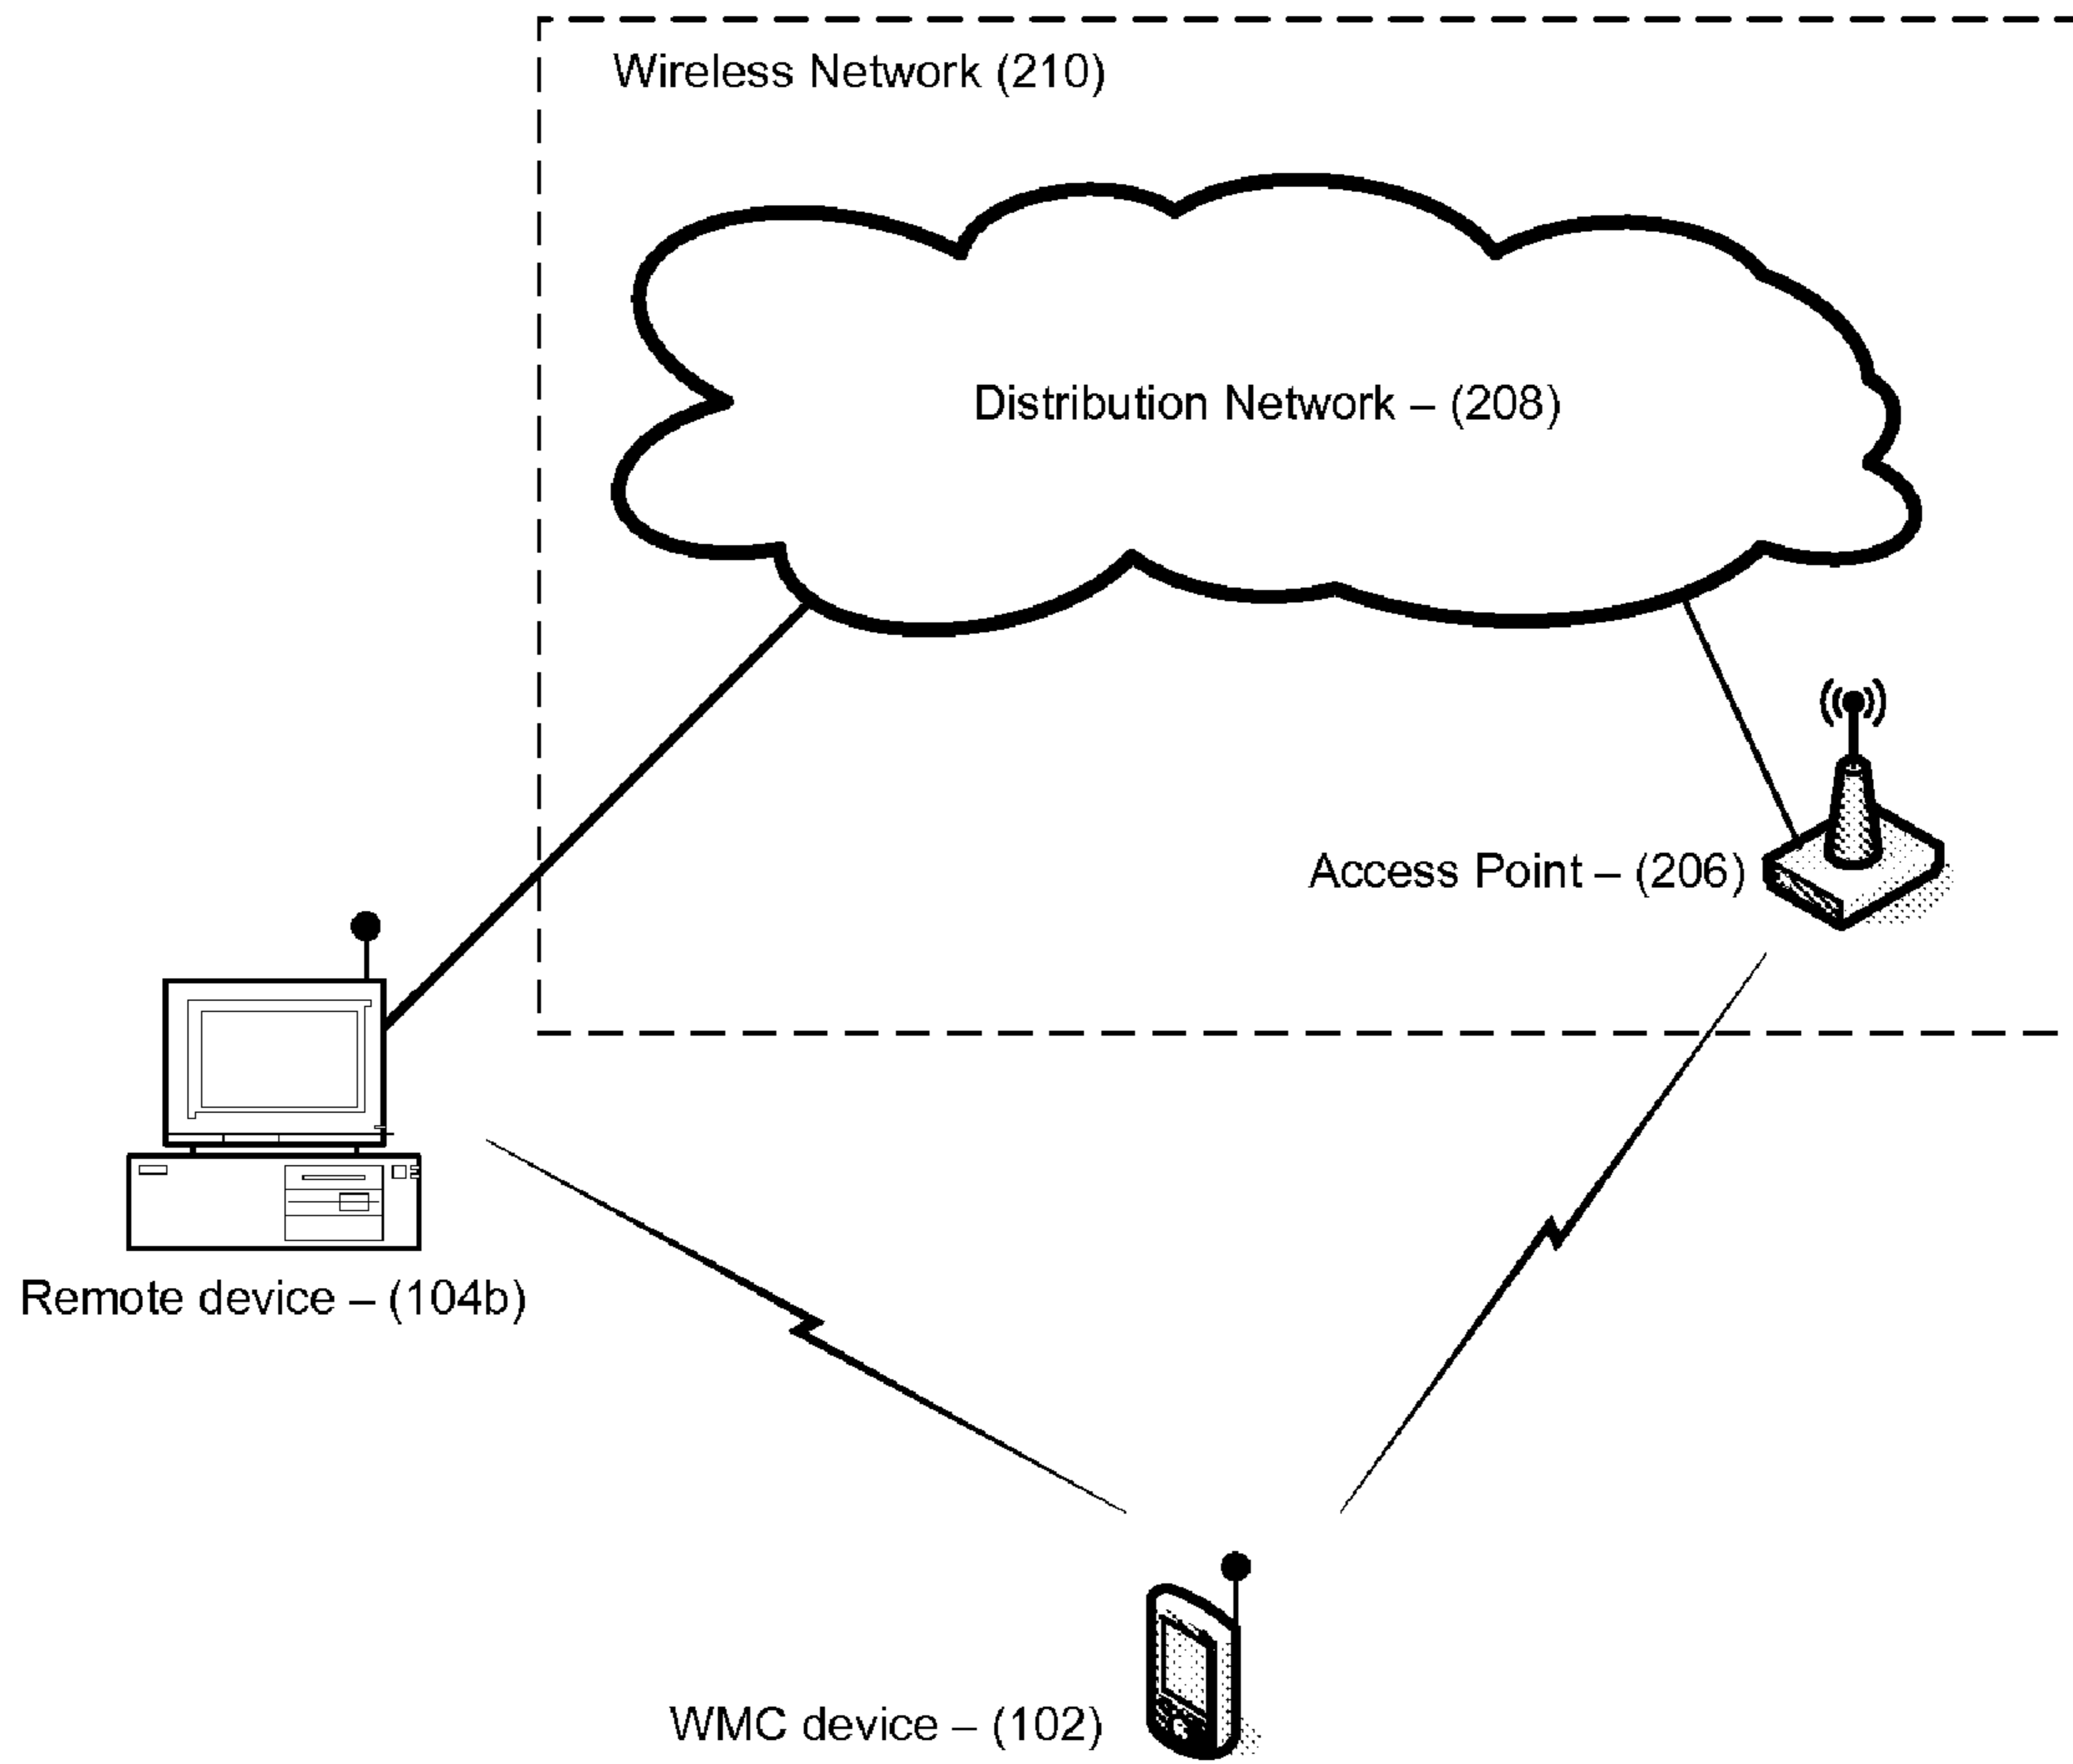 Wireless Network (210)
Distribution Network – (208)
Access Point – (206)
Remote device – (104b)
WMC device – (102)